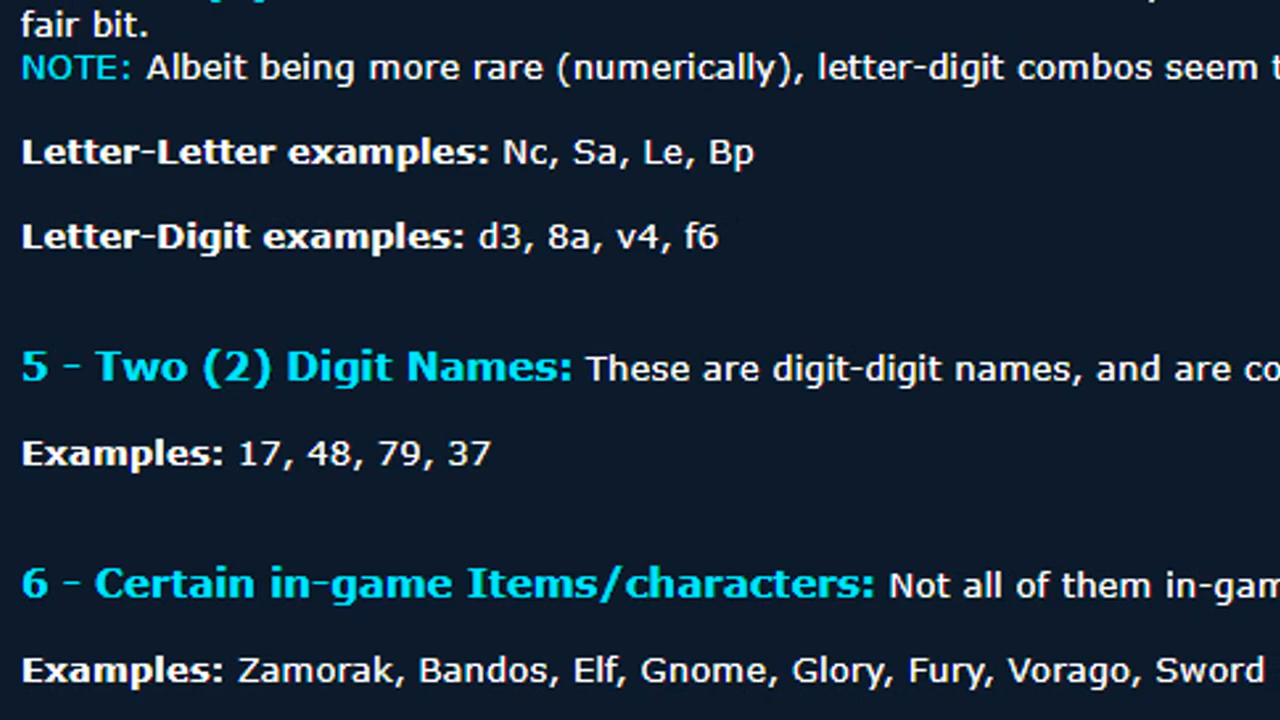 fair bit.
NOTE: Albeit being more rare (numerically), letter-digit combos seem
Letter-Letter examples: Nc, Sa, Le, Bp
Letter-Digit examples: d3, 8a, v4, f6
5 - Two (2) Digit Names: These are digit-digit names, and are co
Examples: 17, 48, 79, 37
6 - Certain in-game Items/characters: Not all of them in-gam
Examples: Zamorak, Bandos, Elf, Gnome, Glory, Fury, Vorago, Sword